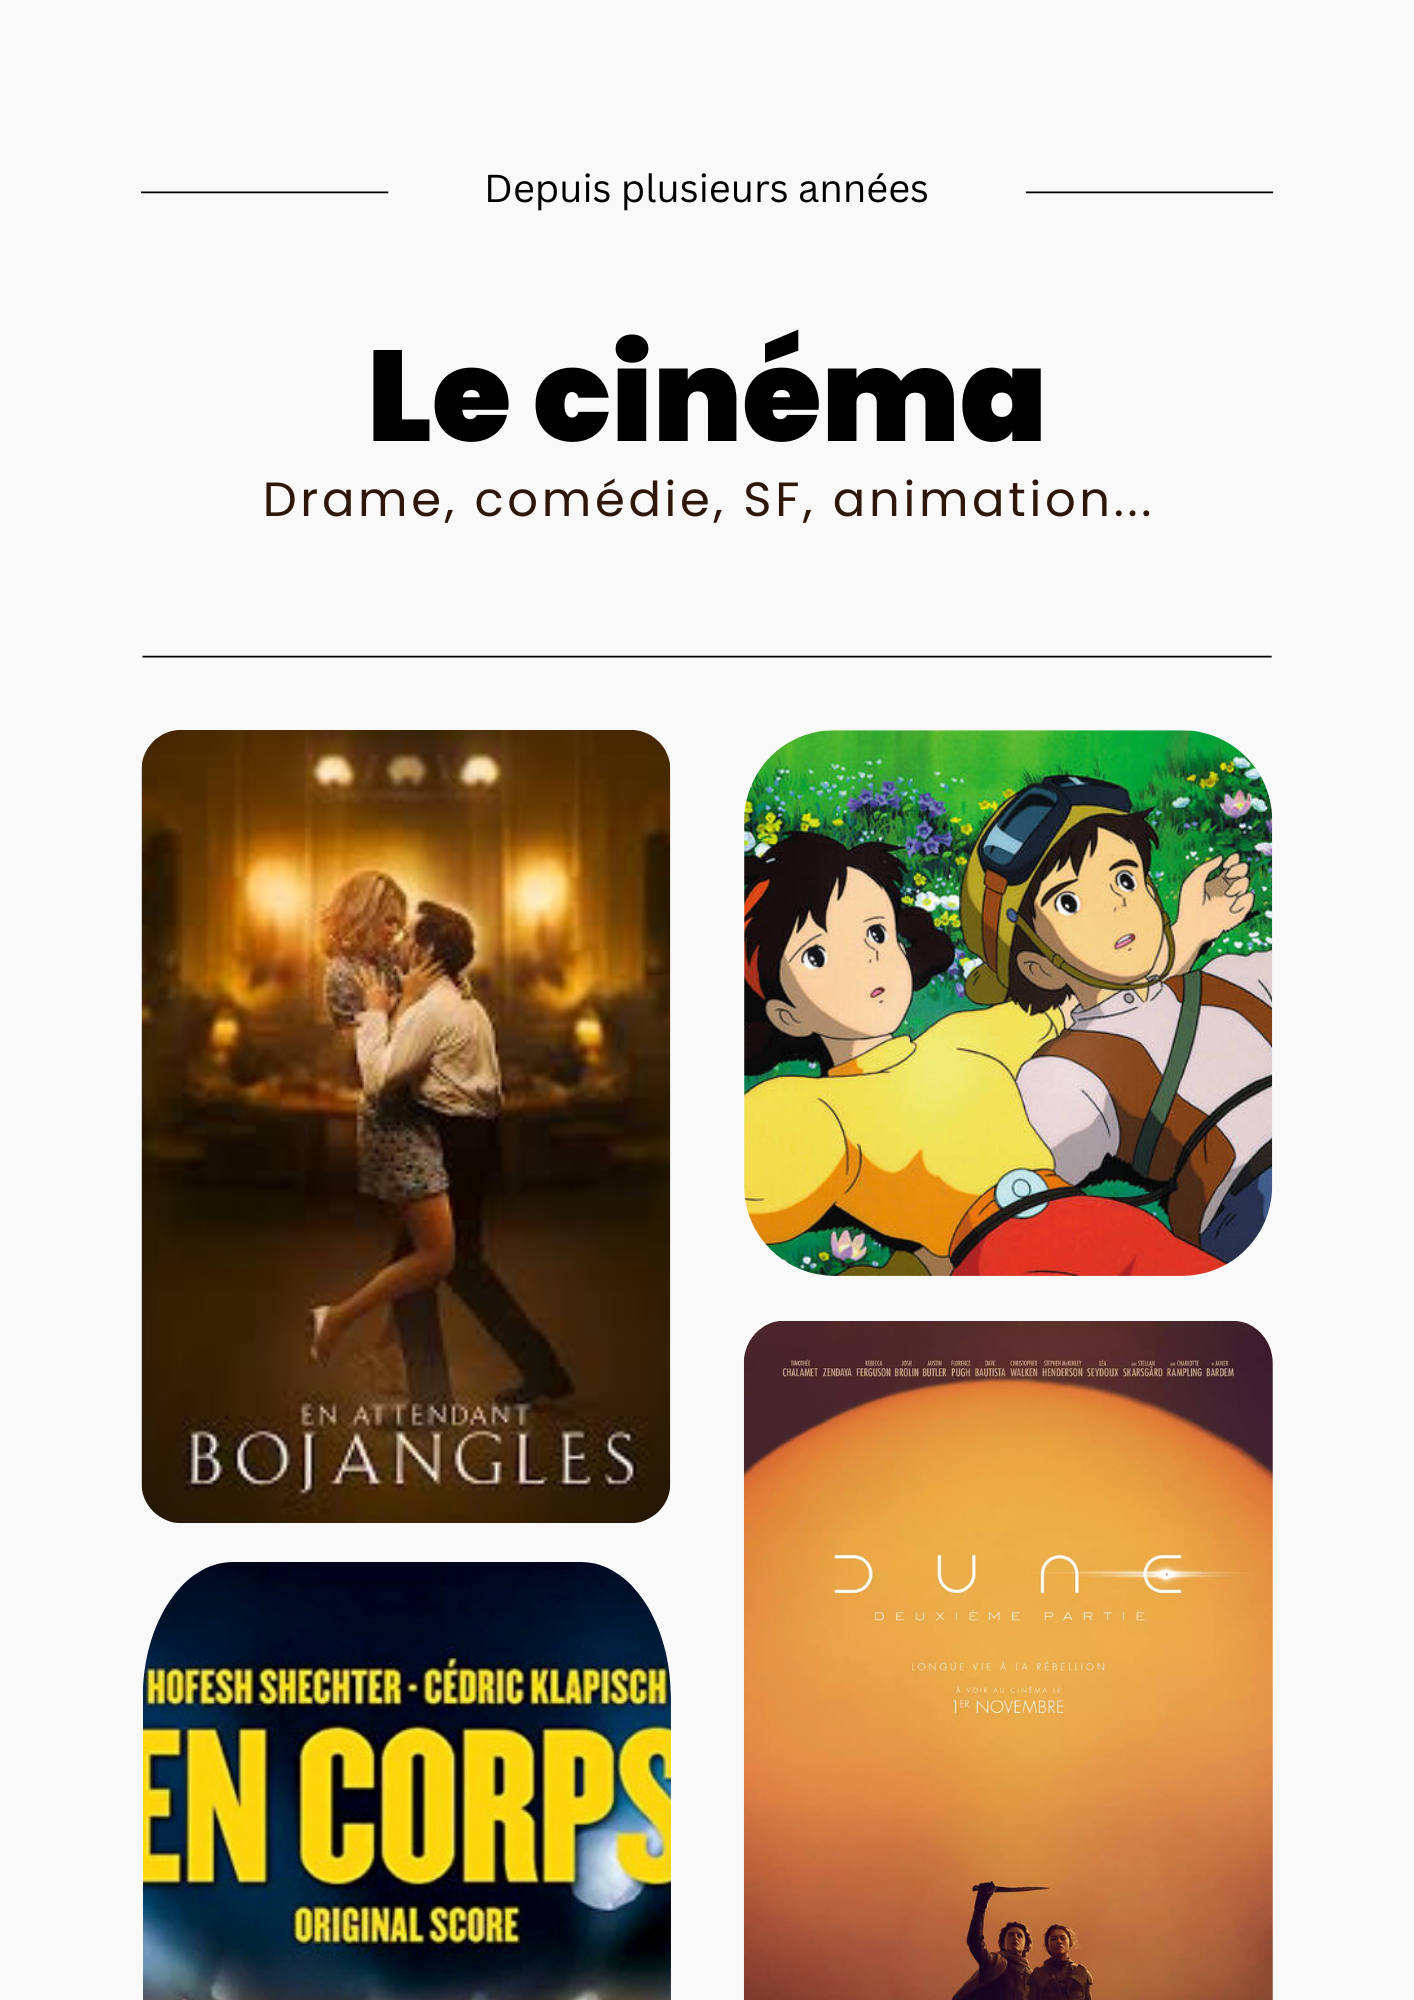 Depuis plusieurs années
Le cinéma
Drame, comédie, SF, animation...
EN ATTENDANT
BOJANGLES
HOFESH SHECHTER - CÉDRIC KLAPISCH
EN CORPS
ORIGINAL SCORE
TIMOTHÉE CHALAMET ZENDAYA REBECCA FERGUSON JOSH BROLIN AUSTIN BUTLER FLORENCE PUGH DAVE BAUTISTA CHRISTOPHER WALKEN STEPHEN MCKINLEY HENDERSON LÉA SEYDOUX AVEC STELLAN SKARSGÅRD AVEC CHARLOTTE RAMPLING ET JAVIER BARDEM
DUNE
DEUXIÈME PARTIE
LONGUE VIE À LA RÉBELLION
À VOIR AU CINÉMA LE
1ER NOVEMBRE